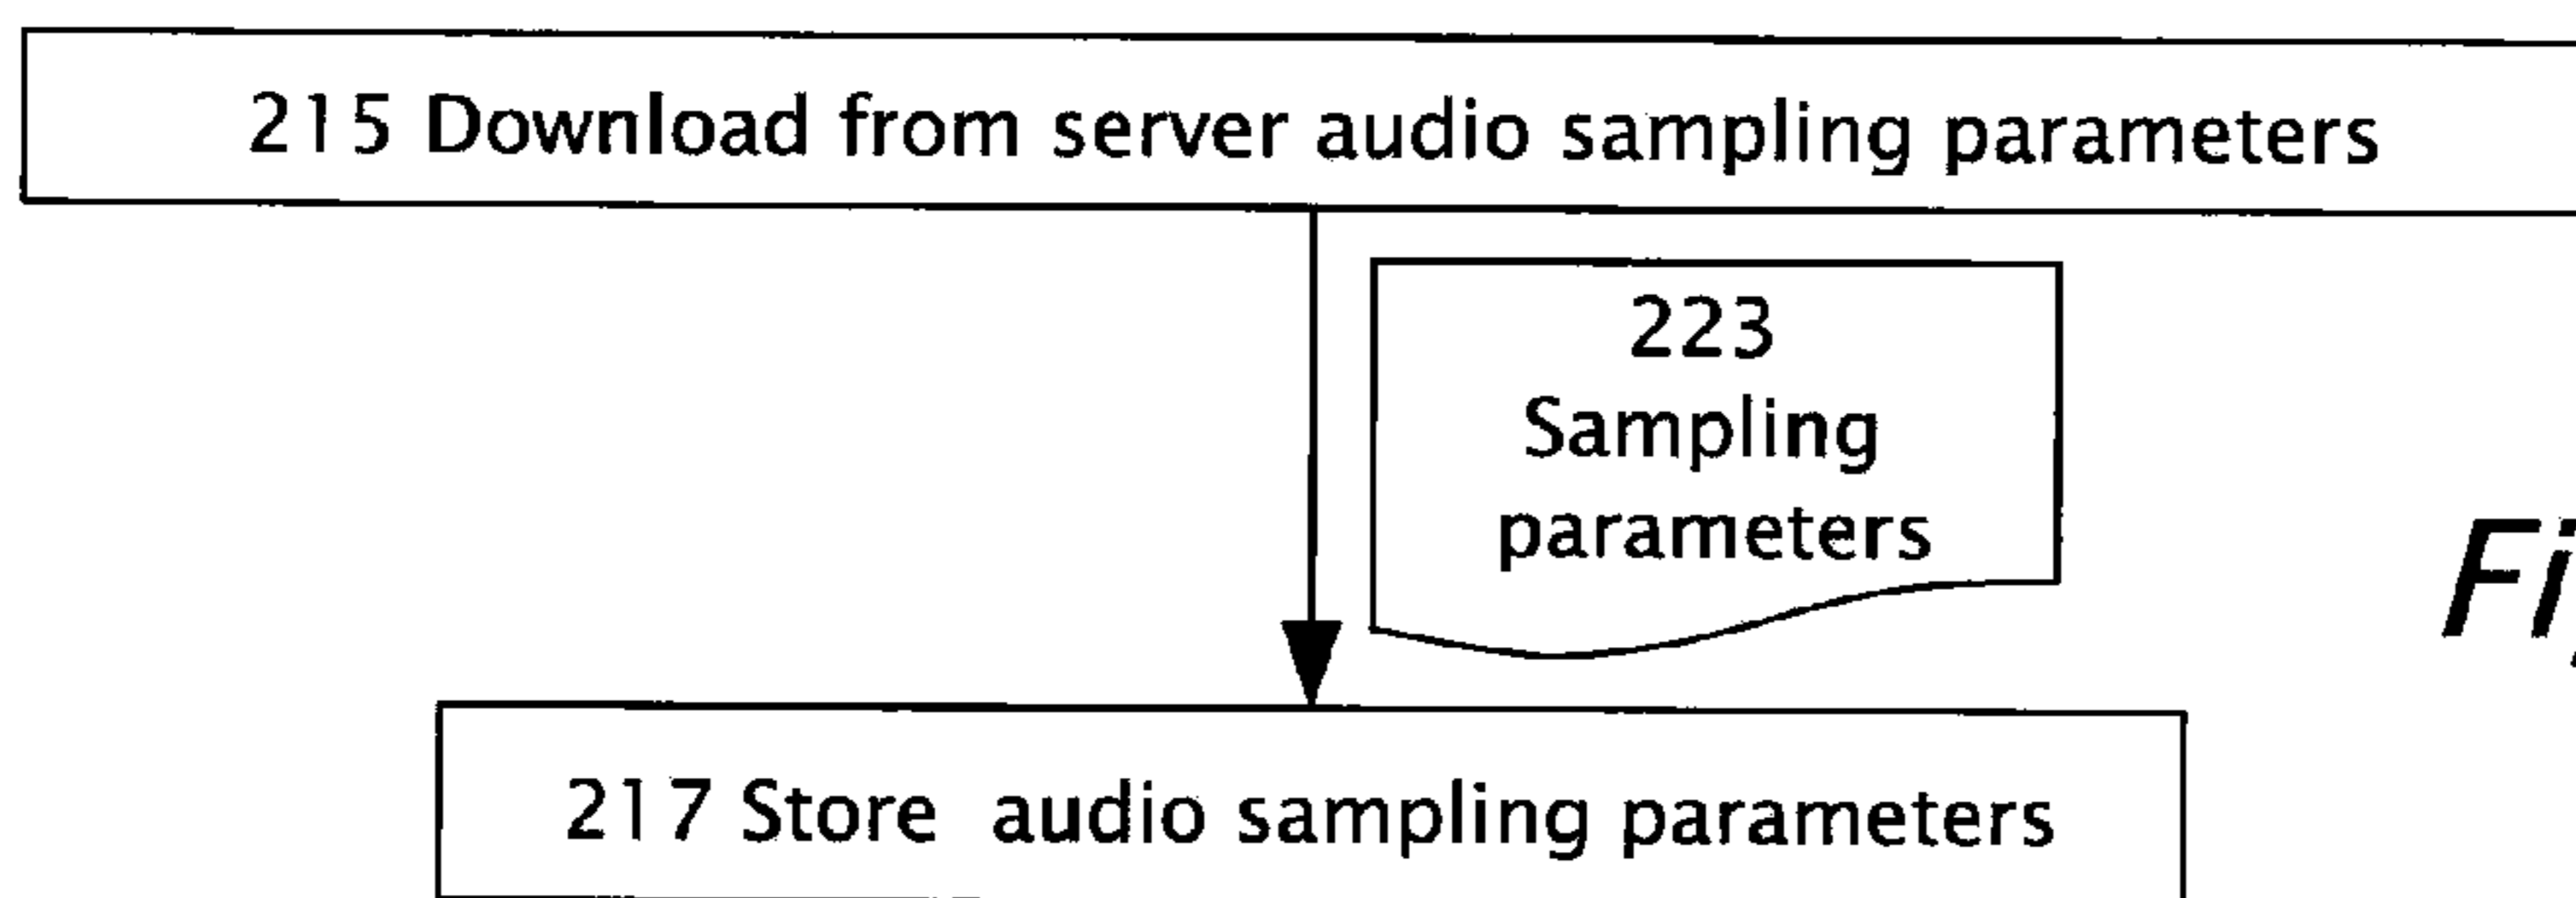 215 Download from server audio sampling parameters
223
Sampling
parameters
217 Store audio sampling parameters